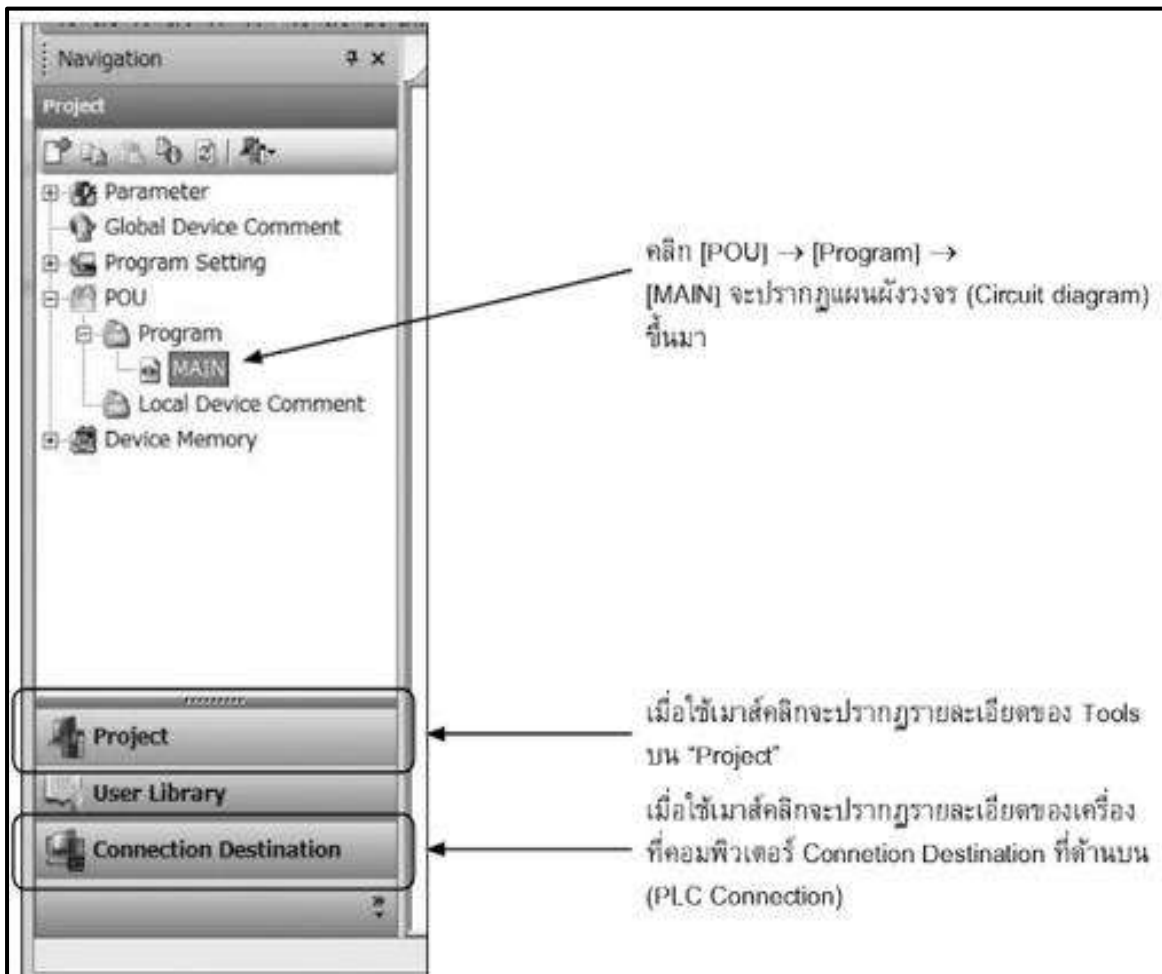 Navigation
Project
Parameter
Global Device Comment
Program Setting
POU
Program
MAIN
Local Device Comment
Device Memory
คลิก [POU] → [Program] →
[MAIN] จะปรากฏแผนผังวงจร (Circuit diagram)
ขึ้นมา
Project
User Library
Connection Destination
เมื่อใช้เมาส์คลิกจะปรากฏรายละเอียดของ Tools
บน "Project"
เมื่อใช้เมาส์คลิกจะปรากฏรายละเอียดของเครื่อง
ที่คอมพิวเตอร์ Connetion Destination ที่ด้านบน
(PLC Connection)